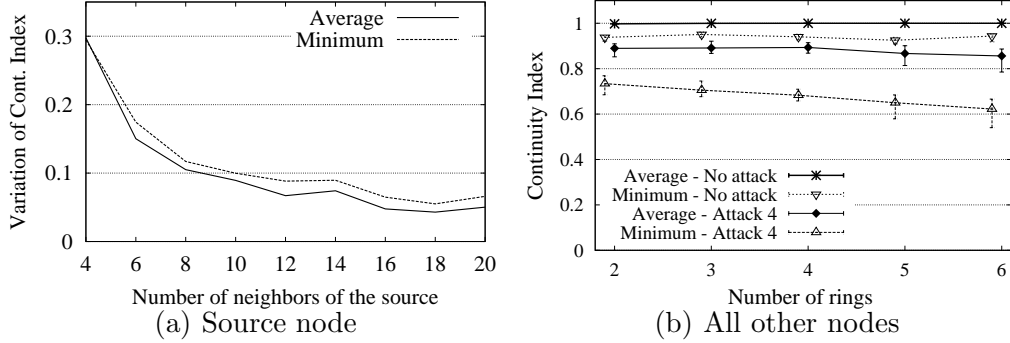 Variation of Cont. Index
0.3
0.2
0.1
0
Average
Minimum
4 6 8 10 12 14 16 18 20
Number of neighbors of the source
(a) Source node
Continuity Index
1
0.8
0.6
0.4
0.2
0
Average - No attack
Minimum - No attack
Average - Attack 4
Minimum - Attack 4
2 3 4 5 6
Number of rings
(b) All other nodes